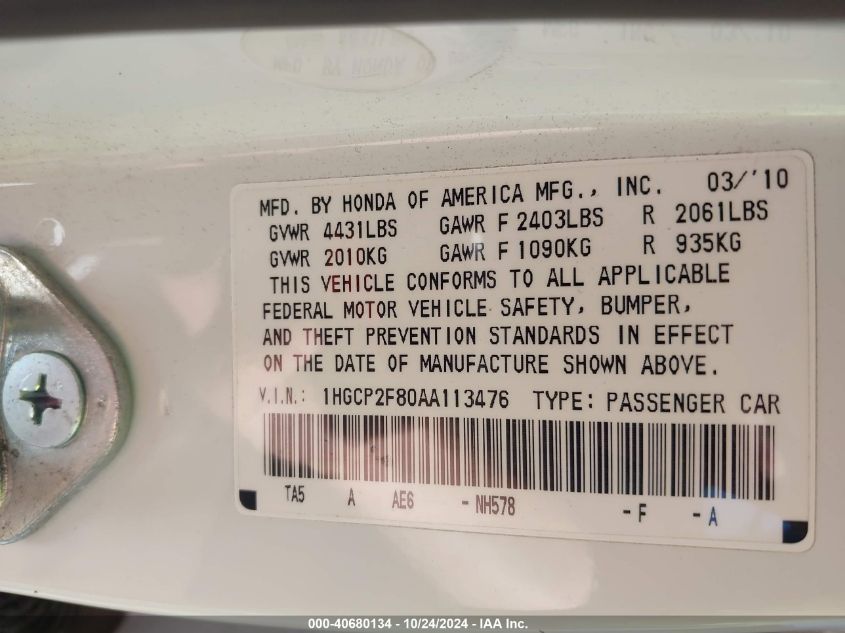 MFD. BY HONDA OF AMERICA MFG., INC. 03/'10
GVWR 4431LBS GAWR F 2403LBS R 2061LBS
GVWR 2010KG GAWR F 1090KG R 935KG
THIS VEHICLE CONFORMS TO ALL APPLICABLE
FEDERAL MOTOR VEHICLE SAFETY, BUMPER,
AND THEFT PREVENTION STANDARDS IN EFFECT
ON THE DATE OF MANUFACTURE SHOWN ABOVE.
V.I.N.: 1HGCP2F80AA113476 TYPE: PASSENGER CAR
TA5 A AE6 - NH578 - F - A
000-40680134 - 10/24/2024 - IAA Inc.